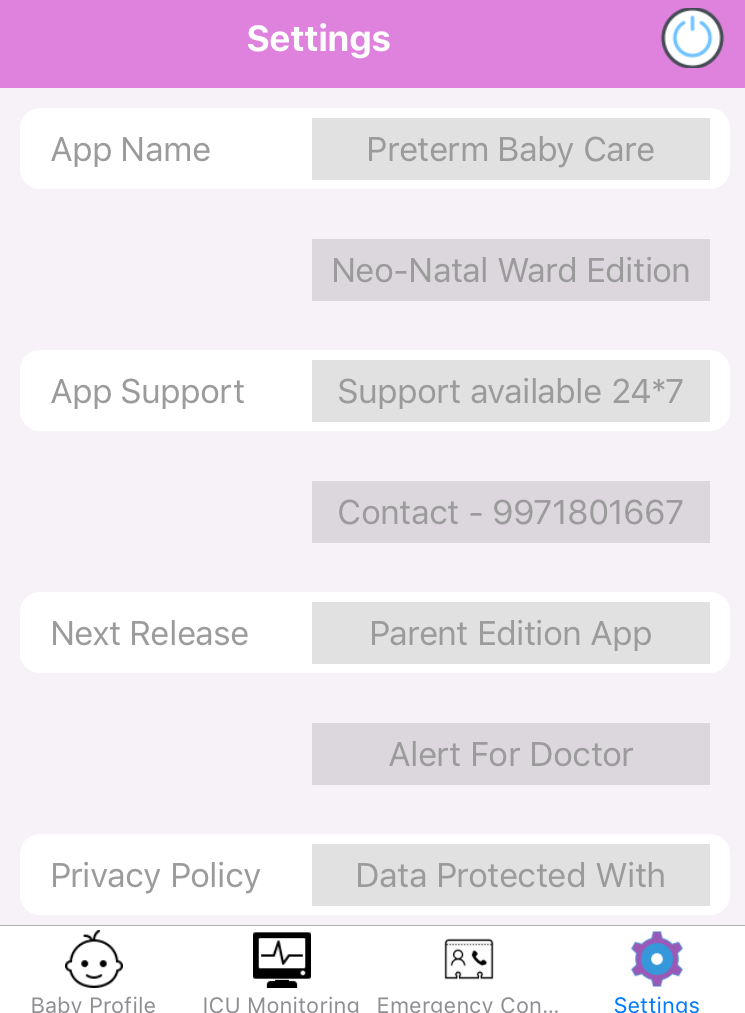 Settings
App Name
Preterm Baby Care
Neo-Natal Ward Edition
App Support
Support available 24*7
Contact - 9971801667
Next Release
Parent Edition App
Alert For Doctor
Privacy Policy
Data Protected With
Baby Profile
ICU Monitoring
Emergency Con...
Settings